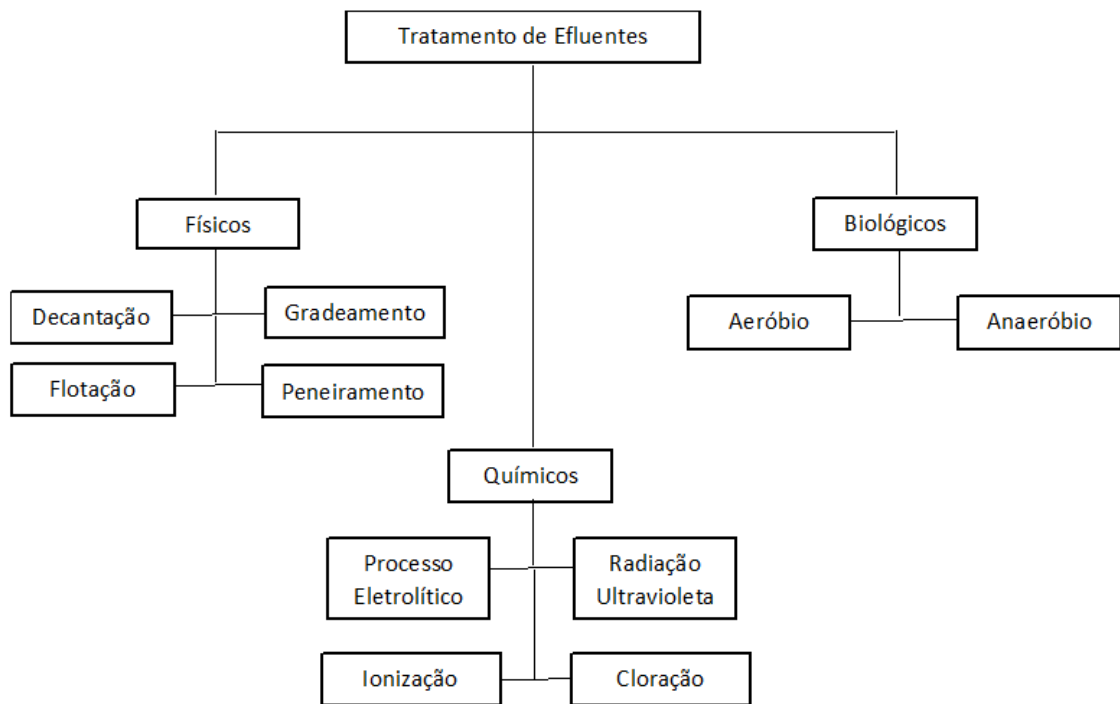 Tratamento de Efluentes
Físicos
Biológicos
Decantação
Gradeamento
Aeróbio
Anaeróbio
Flotação
Peneiramento
Químicos
Processo
Eletrolítico
Radiação
Ultravioleta
Ionização
Cloração